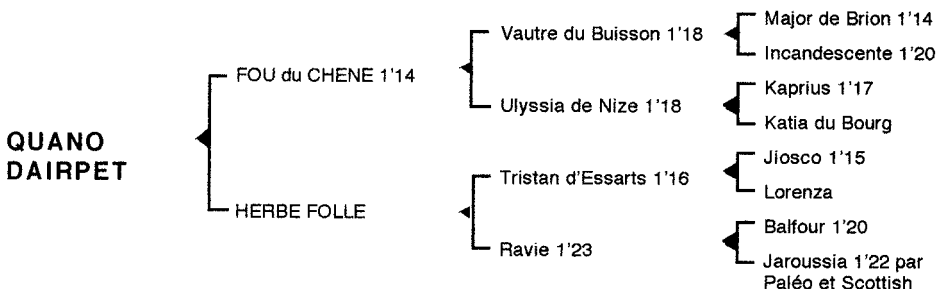 Major de Brion 1'14
Vautre du Buisson 1'18
Incandescente 1'20
FOU du CHENE 1'14
Kaprius 1'17
Ulyssia de Nize 1'18
Katia du Bourg
QUANO
DAIRPET
Jiosco 1'15
Tristan d'Essarts 1'16
Lorenza
HERBE FOLLE
Balfour 1'20
Ravie 1'23
Jaroussia 1'22 par
Paléo et Scottish